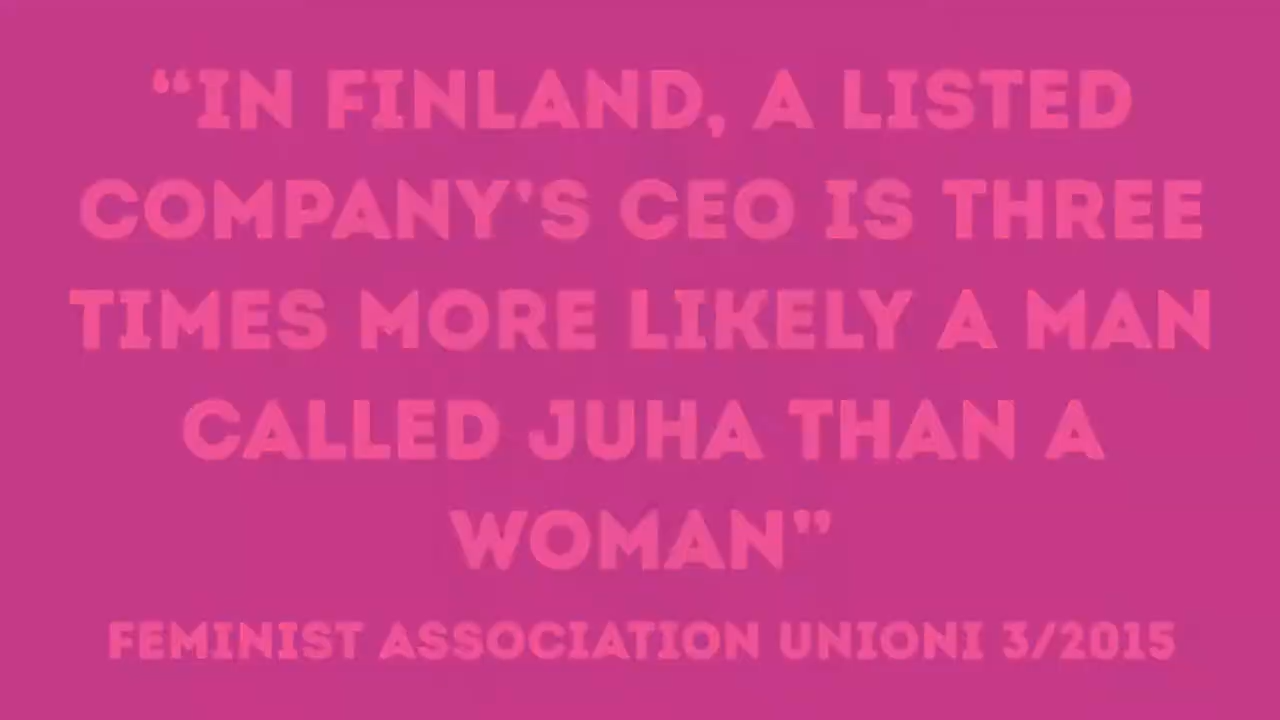 “IN FINLAND, A LISTED
COMPANY'S CEO IS THREE
TIMES MORE LIKELY A MAN
CALLED JUHA THAN A
WOMAN”
FEMINIST ASSOCIATION UNIONI 3/2015